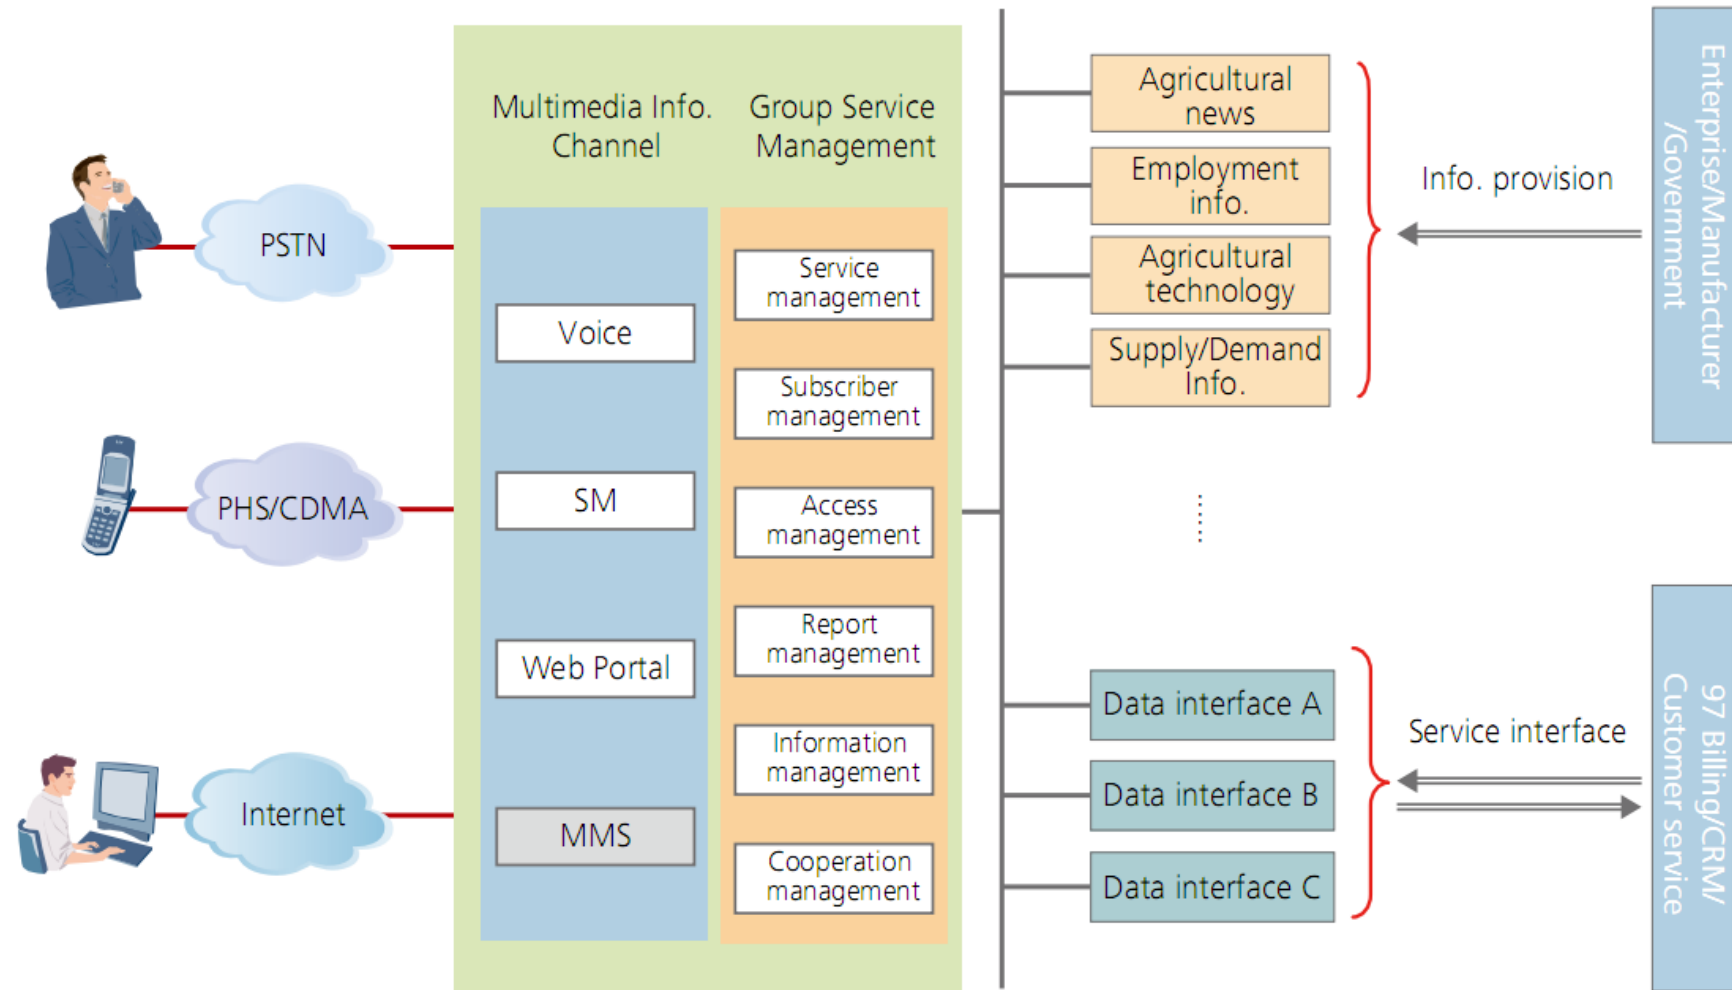 Multimedia Info.
Channel
Group Service
Management
PSTN
PHS/CDMA
Internet
Voice
SM
Web Portal
MMS
Service
management
Subscriber
management
Access
management
Report
management
Information
management
Cooperation
management
Agricultural
news
Employment
info.
Agricultural
technology
Supply/Demand
Info.
......
Data interface A
Data interface B
Data interface C
Info. provision
Service interface
Enterprise/Manufacturer
/Government
97 Billing/CRM/
Customer service